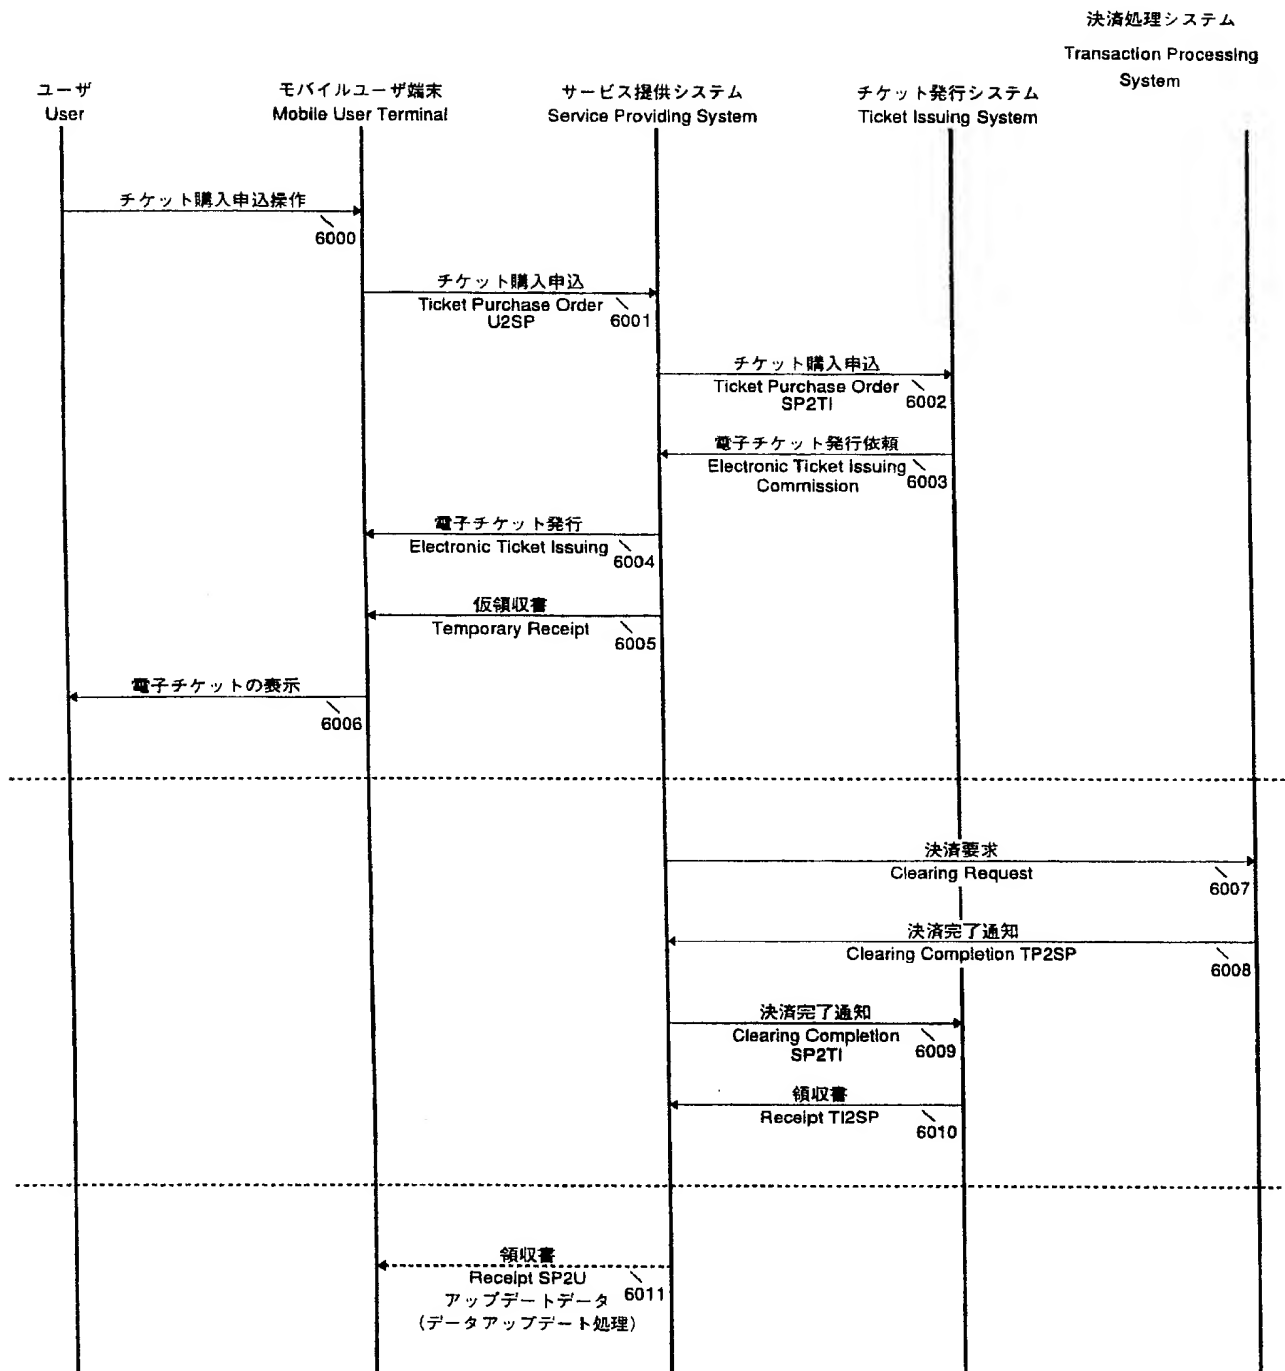 決済処理システム
Transaction Processing
System
ユーザ
User
モバイルユーザ端末
Mobile User Terminal
サービス提供システム
Service Providing System
チケット発行システム
Ticket Issuing System
チケット購入申込操作
6000
チケット購入申込
Ticket Purchase Order
U2SP
6001
チケット購入申込
Ticket Purchase Order
SP2TI
6002
電子チケット発行依頼
Electronic Ticket Issuing
Commission
6003
電子チケット発行
Electronic Ticket Issuing
6004
仮領収書
Temporary Receipt
6005
電子チケットの表示
6006
決済要求
Clearing Request
6007
決済完了通知
Clearing Completion TP2SP
6008
決済完了通知
Clearing Completion
SP2TI
6009
領収書
Receipt TI2SP
6010
領収書
Receipt SP2U
6011
アップデートデータ
(データアップデート処理)